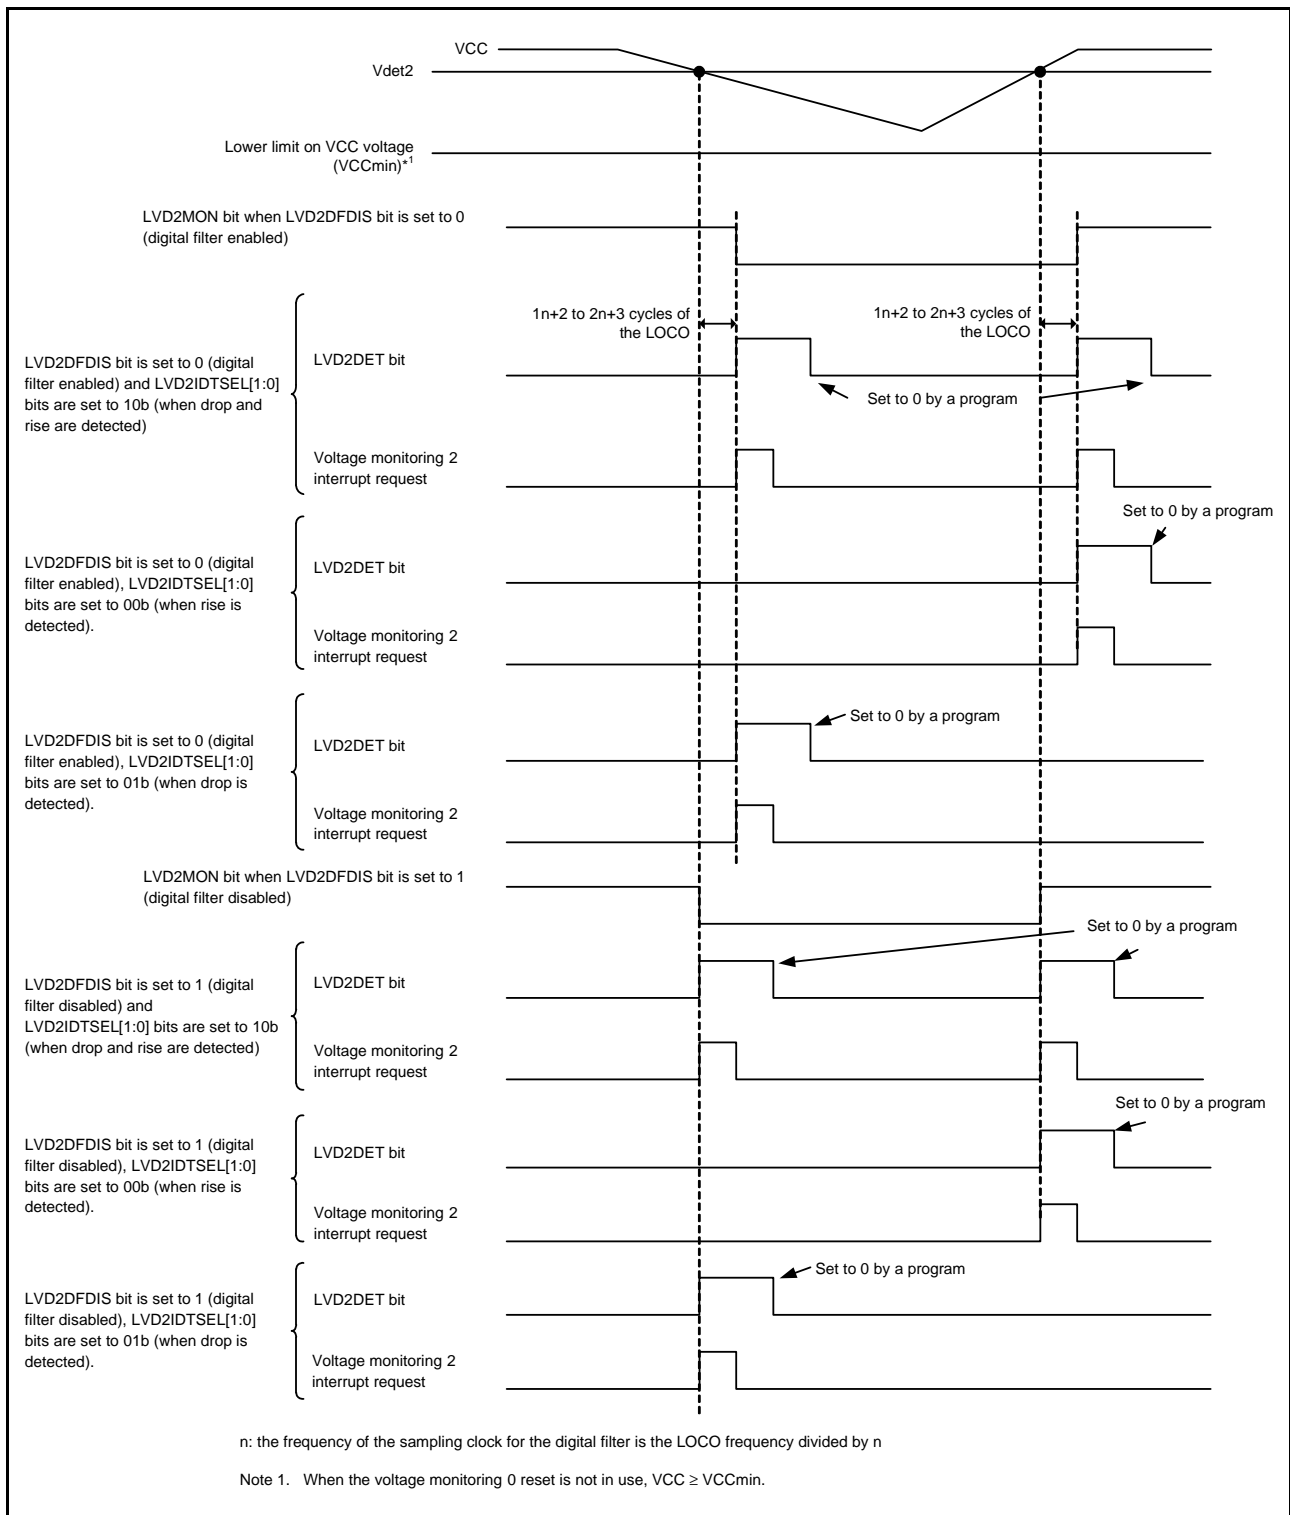 VCC
Vdet2
Lower limit on VCC voltage
(VCCmin)*1
LVD2MON bit when LVD2DFDIS bit is set to 0
(digital filter enabled)
1n+2 to 2n+3 cycles of
the LOCO
1n+2 to 2n+3 cycles of
the LOCO
LVD2DFDIS bit is set to 0 (digital
filter enabled) and LVD2IDTSEL[1:0]
bits are set to 10b (when drop and
rise are detected)
LVD2DET bit
Set to 0 by a program
Voltage monitoring 2
interrupt request
Set to 0 by a program
LVD2DFDIS bit is set to 0 (digital
filter enabled), LVD2IDTSEL[1:0]
bits are set to 00b (when rise is
detected).
LVD2DET bit
Voltage monitoring 2
interrupt request
Set to 0 by a program
LVD2DFDIS bit is set to 0 (digital
filter enabled), LVD2IDTSEL[1:0]
bits are set to 01b (when drop is
detected).
LVD2DET bit
Voltage monitoring 2
interrupt request
LVD2MON bit when LVD2DFDIS bit is set to 1
(digital filter disabled)
Set to 0 by a program
LVD2DFDIS bit is set to 1 (digital
filter disabled) and
LVD2IDTSEL[1:0] bits are set to 10b
(when drop and rise are detected)
LVD2DET bit
Voltage monitoring 2
interrupt request
Set to 0 by a program
LVD2DFDIS bit is set to 1 (digital
filter disabled), LVD2IDTSEL[1:0]
bits are set to 00b (when rise is
detected).
LVD2DET bit
Voltage monitoring 2
interrupt request
Set to 0 by a program
LVD2DFDIS bit is set to 1 (digital
filter disabled), LVD2IDTSEL[1:0]
bits are set to 01b (when drop is
detected).
LVD2DET bit
Voltage monitoring 2
interrupt request
n: the frequency of the sampling clock for the digital filter is the LOCO frequency divided by n
Note 1. When the voltage monitoring 0 reset is not in use, VCC ≥ VCCmin.